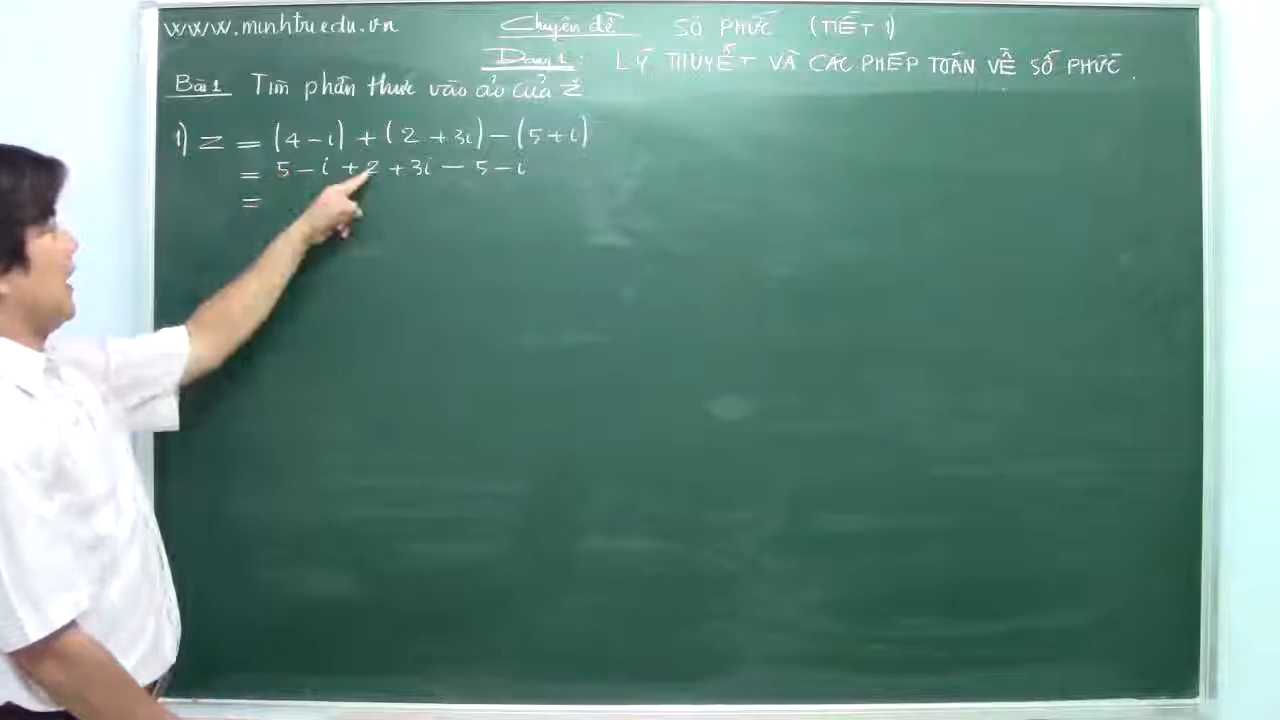 www.minhtriedu.vn
Chuyên đề SỐ PHỨC (TIẾT 1)
Dạng 1: LÝ THUYẾT VÀ CÁC PHÉP TOÁN VỀ SỐ PHỨC.
Bài 1 Tìm phần thực và ảo của Z
1) Z = (4-i) + (2+3i) - (5+i)
= 5 - i + 2 + 3i - 5 - i
=